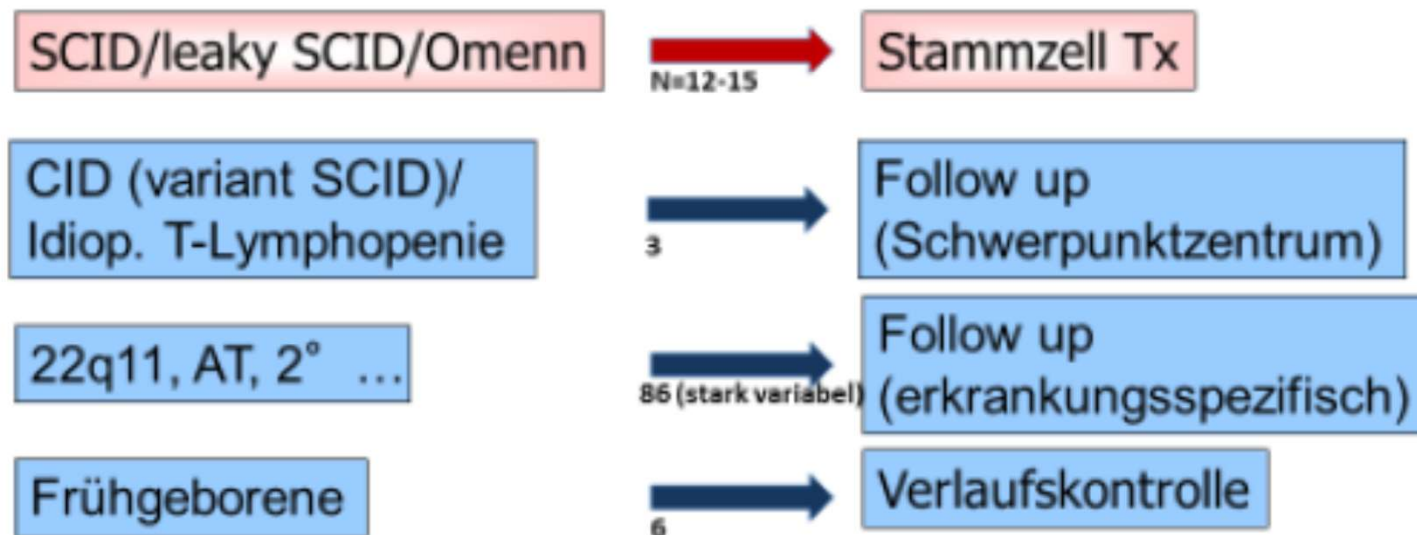 SCID/leaky SCID/Omenn
N=12-15
Stammzell Tx
CID (variant SCID)/
Idiop. T-Lymphopenie
3
Follow up
(Schwerpunktzentrum)
22q11, AT, 2° ...
86 (stark variabel)
Follow up
(erkrankungsspezifisch)
Frühgeborene
6
Verlaufskontrolle